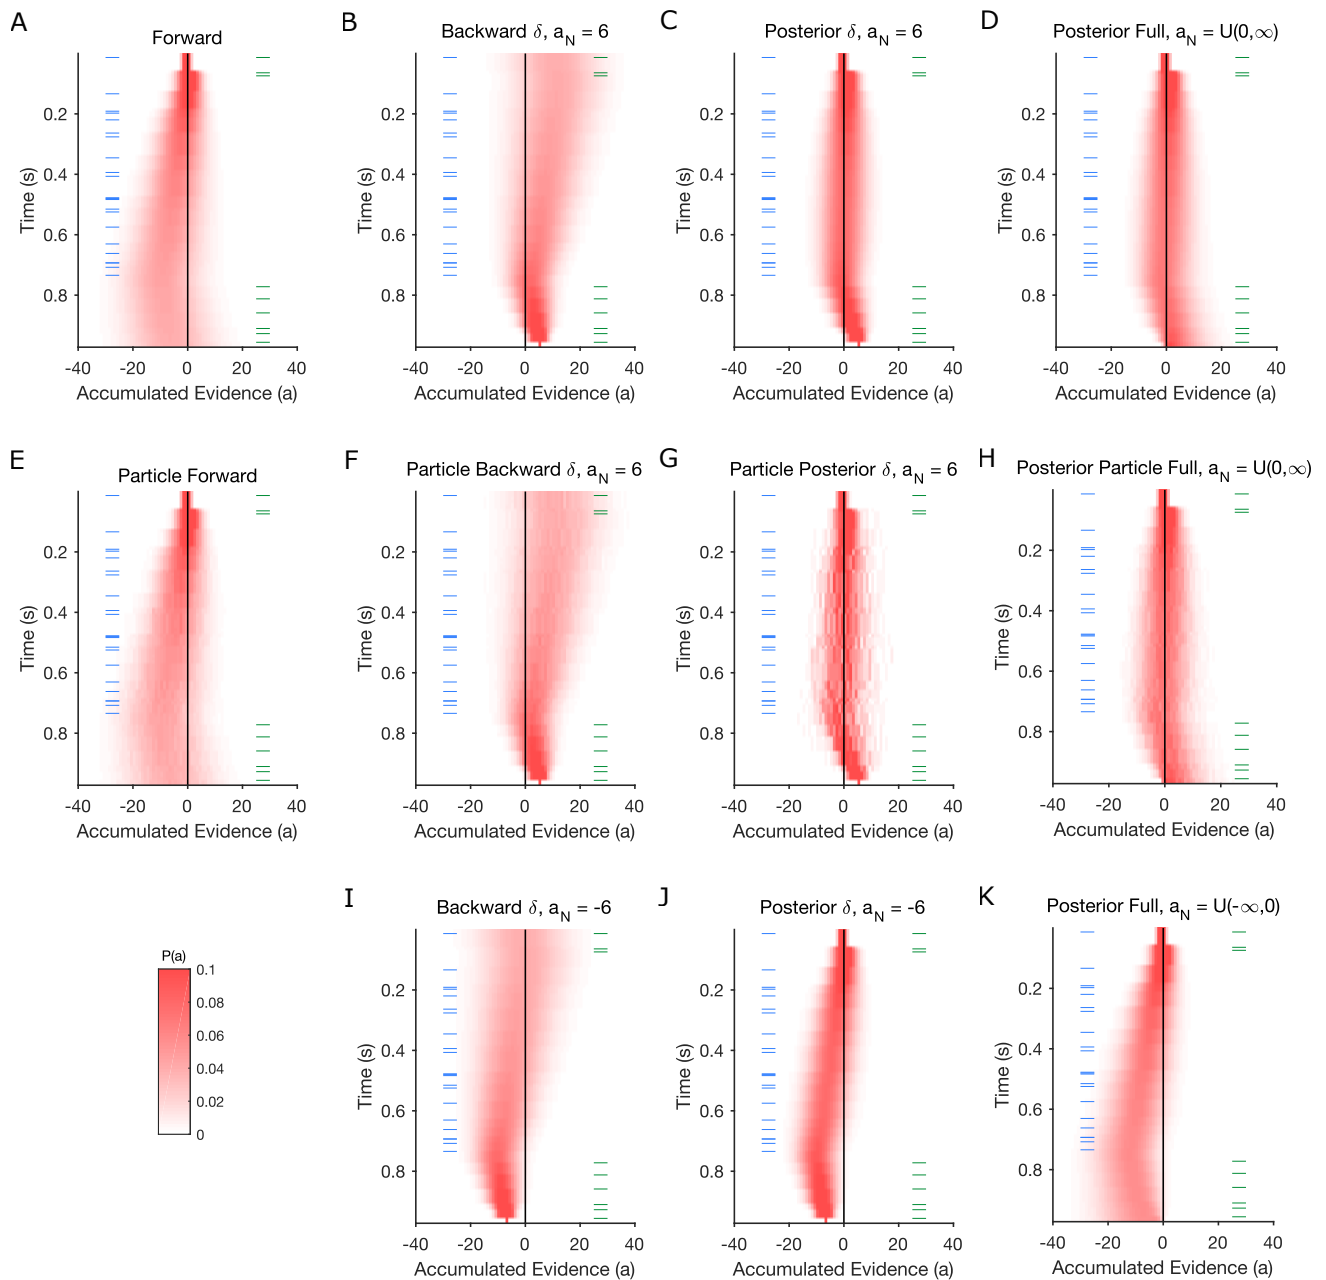 A
Forward
0.2
0.4
0.6
0.8
Time (s)
-40 -20 0 20 40
Accumulated Evidence (a)
B
Backward δ, a_N = 6
0.2
0.4
0.6
0.8
Time (s)
-40 -20 0 20 40
Accumulated Evidence (a)
C
Posterior δ, a_N = 6
0.2
0.4
0.6
0.8
Time (s)
-40 -20 0 20 40
Accumulated Evidence (a)
D
Posterior Full, a_N = U(0,∞)
0.2
0.4
0.6
0.8
Time (s)
-40 -20 0 20 40
Accumulated Evidence (a)
E
Particle Forward
0.2
0.4
0.6
0.8
Time (s)
-40 -20 0 20 40
Accumulated Evidence (a)
F
Particle Backward δ, a_N = 6
0.2
0.4
0.6
0.8
Time (s)
-40 -20 0 20 40
Accumulated Evidence (a)
G
Particle Posterior δ, a_N = 6
0.2
0.4
0.6
0.8
Time (s)
-40 -20 0 20 40
Accumulated Evidence (a)
H
Posterior Particle Full, a_N = U(0,∞)
0.2
0.4
0.6
0.8
Time (s)
-40 -20 0 20 40
Accumulated Evidence (a)
P(a)
0.1
0.08
0.06
0.04
0.02
0
I
Backward δ, a_N = -6
0.2
0.4
0.6
0.8
Time (s)
-40 -20 0 20 40
Accumulated Evidence (a)
J
Posterior δ, a_N = -6
0.2
0.4
0.6
0.8
Time (s)
-40 -20 0 20 40
Accumulated Evidence (a)
K
Posterior Full, a_N = U(-∞,0)
0.2
0.4
0.6
0.8
Time (s)
-40 -20 0 20 40
Accumulated Evidence (a)